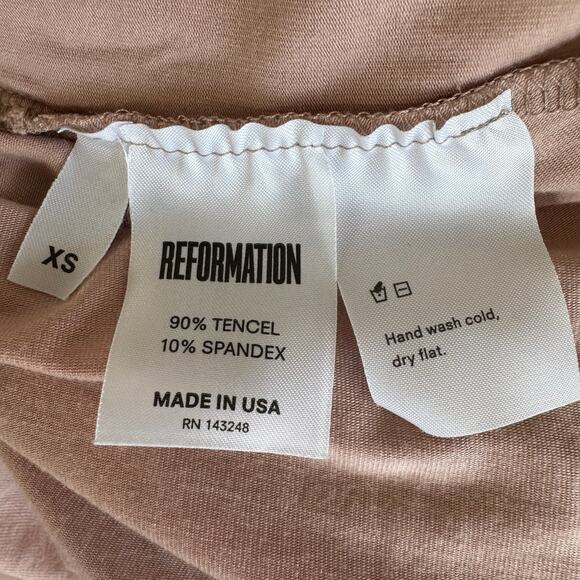 XS
REFORMATION
90% TENCEL
10% SPANDEX
MADE IN USA
RN 143248
Hand wash cold,
dry flat.